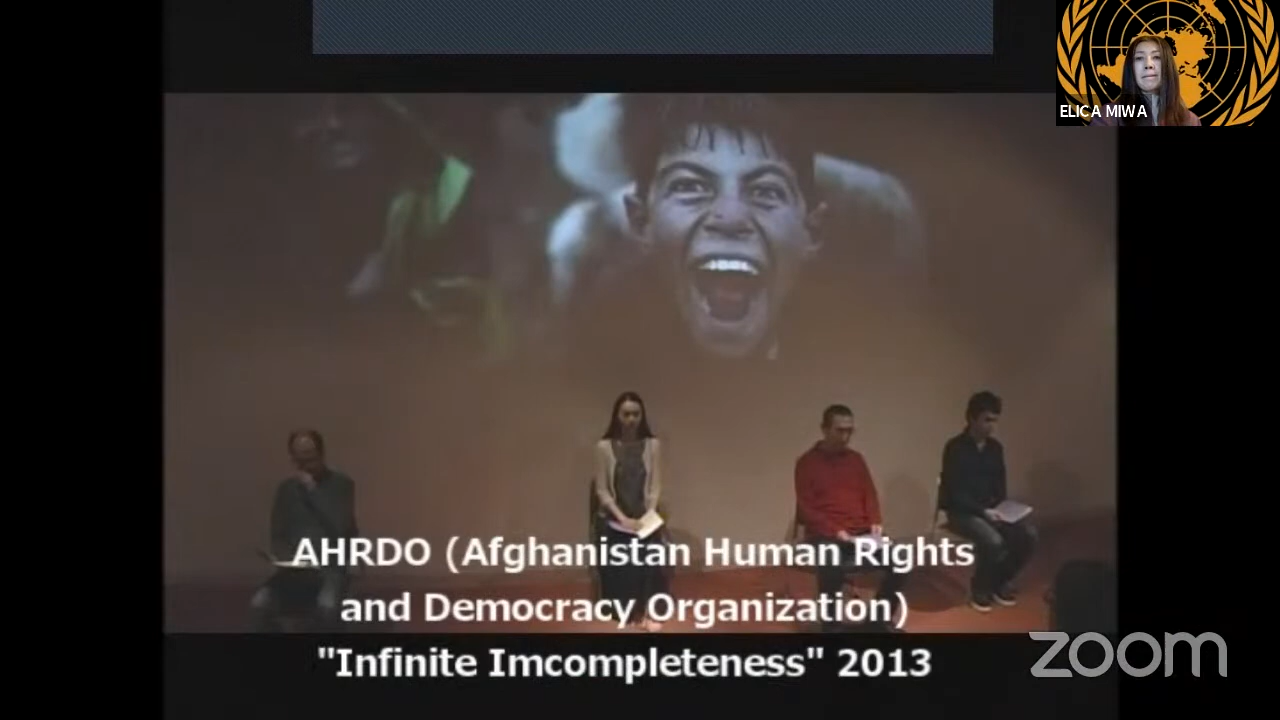 ELICA MIWA
AHRDO (Afghanistan Human Rights
and Democracy Organization)
"Infinite Imcompleteness" 2013
zoom